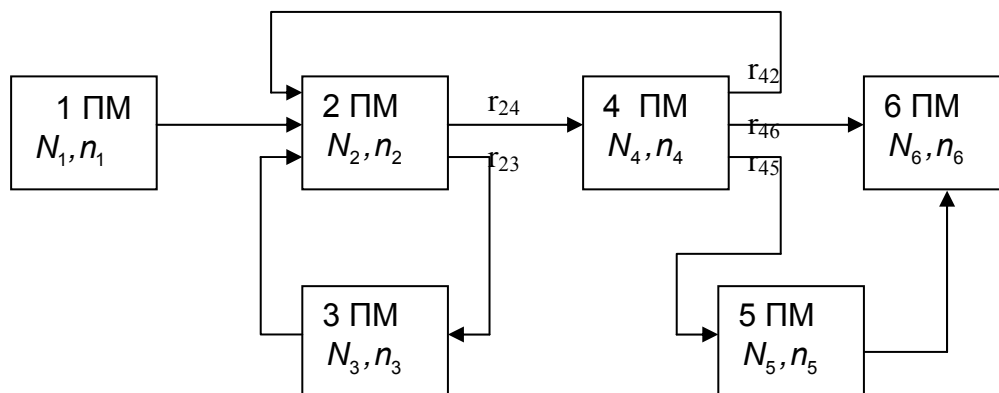 1 ПМ
N₁,n₁
2 ПМ
N₂,n₂
r₂₄
r₂₃
4 ПМ
N₄,n₄
r₄₂
r₄₆
r₄₅
6 ПМ
N₆,n₆
3 ПМ
N₃,n₃
5 ПМ
N₅,n₅